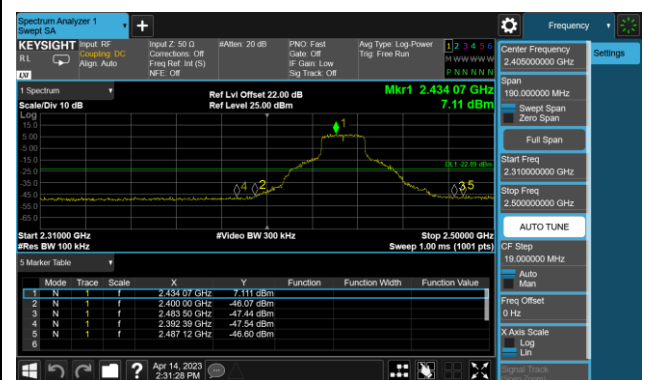 Spectrum Analyzer 1
Swept SA
Frequency
KEYSIGHT
RL
LXI
Input: RF
Coupling: DC
Align: Auto
Input Z: 50 Ω
Corrections: Off
Freq Ref: Int (S)
NFE: Off
#Atten: 20 dB
PNO: Fast
Gate: Off
IF Gain: Low
Sig Track: Off
Avg Type: Log-Power
Trig: Free Run
1 2 3 4 5 6
M W W W W W
P N N N N N
Center Frequency
2.405000000 GHz
Settings
Span
190.000000 MHz
Swept Span
Zero Span
Full Span
Start Freq
2.310000000 GHz
Stop Freq
2.500000000 GHz
AUTO TUNE
CF Step
19.000000 MHz
Auto
Man
Freq Offset
0 Hz
X Axis Scale
Log
Lin
Signal Track
(Span Zoom)
1 Spectrum
Scale/Div 10 dB
Ref Lvl Offset 22.00 dB
Ref Level 25.00 dBm
Mkr1 2.434 07 GHz
7.11 dBm
Log
15.0
5.00
-5.00
-15.0
-25.0
-35.0
-45.0
-55.0
-65.0
1
DL1 -22.89 dBm
4 2 3 5
Start 2.31000 GHz
#Res BW 100 kHz
#Video BW 300 kHz
Stop 2.50000 GHz
Sweep 1.00 ms (1001 pts)
5 Marker Table
Mode Trace Scale X Y Function Function Width Function Value
1 N 1 f 2.434 07 GHz 7.111 dBm
2 N 1 f 2.400 00 GHz -46.07 dBm
3 N 1 f 2.483 50 GHz -47.44 dBm
4 N 1 f 2.392 39 GHz -47.54 dBm
5 N 1 f 2.487 12 GHz -46.60 dBm
6
?
Apr 14, 2023
2:31:28 PM